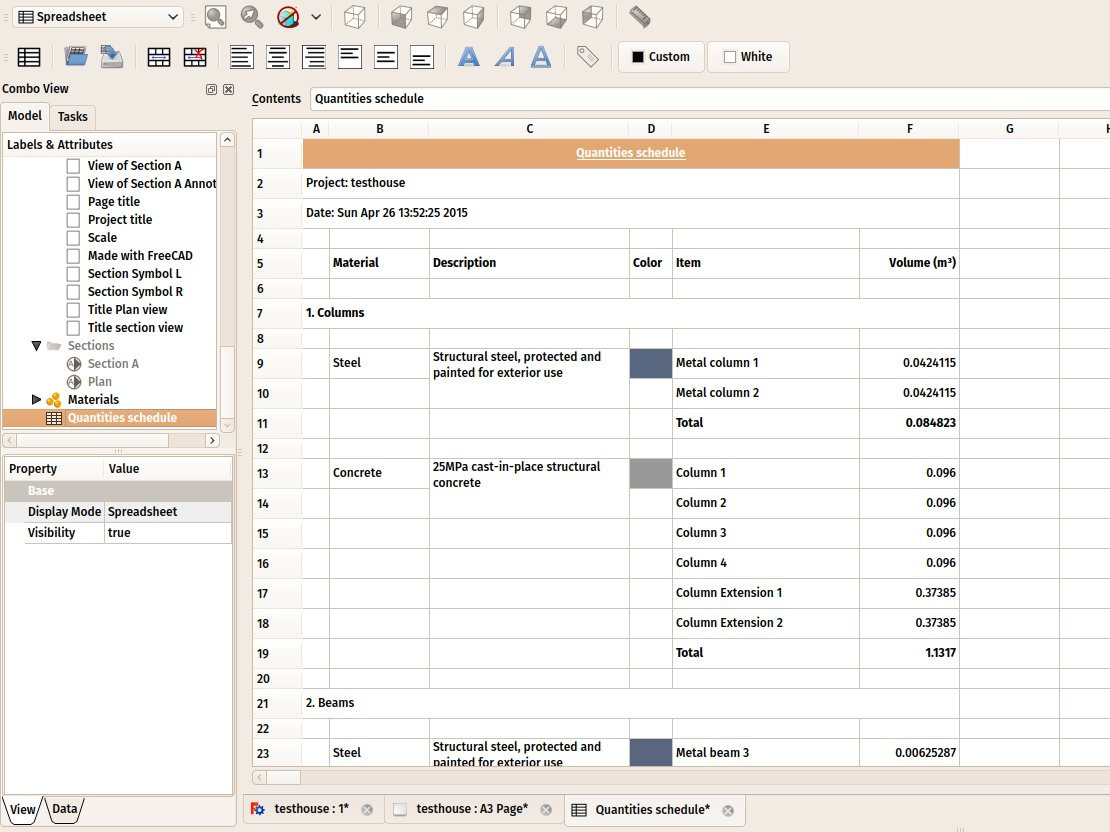 Spreadsheet
Custom
White
Combo View
Model
Tasks
Labels & Attributes
View of Section A
View of Section A Annot
Page title
Project title
Scale
Made with FreeCAD
Section Symbol L
Section Symbol R
Title Plan view
Title section view
Sections
Section A
Plan
Materials
Quantities schedule
Property Value
Base
Display Mode Spreadsheet
Visibility true
View
Data
Contents Quantities schedule
A B C D E F G H
1 Quantities schedule
2 Project: testhouse
3 Date: Sun Apr 26 13:52:25 2015
4
5 Material Description Color Item Volume (m³)
6
7 1. Columns
8
9 Steel Structural steel, protected and painted for exterior use Metal column 1 0.0424115
10 Metal column 2 0.0424115
11 Total 0.084823
12
13 Concrete 25MPa cast-in-place structural concrete Column 1 0.096
14 Column 2 0.096
15 Column 3 0.096
16 Column 4 0.096
17 Column Extension 1 0.37385
18 Column Extension 2 0.37385
19 Total 1.1317
20
21 2. Beams
22
23 Steel Structural steel, protected and painted for exterior use Metal beam 3 0.00625287
testhouse : 1*
testhouse : A3 Page*
Quantities schedule*